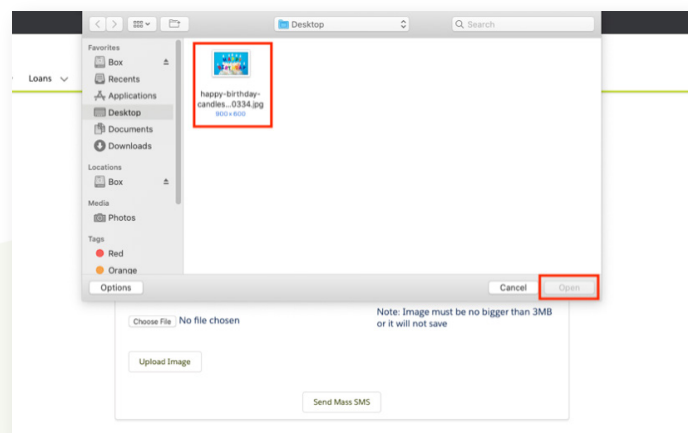 Desktop
Search
Loans
Favorites
Box
Recents
Applications
Desktop
Documents
Downloads
Locations
Box
Media
Photos
Tags
Red
Orange
happy-birthday-
candles...0334.jpg
900×600
Options
Cancel
Open
Choose File No file chosen
Note: Image must be no bigger than 3MB
or it will not save
Upload Image
Send Mass SMS